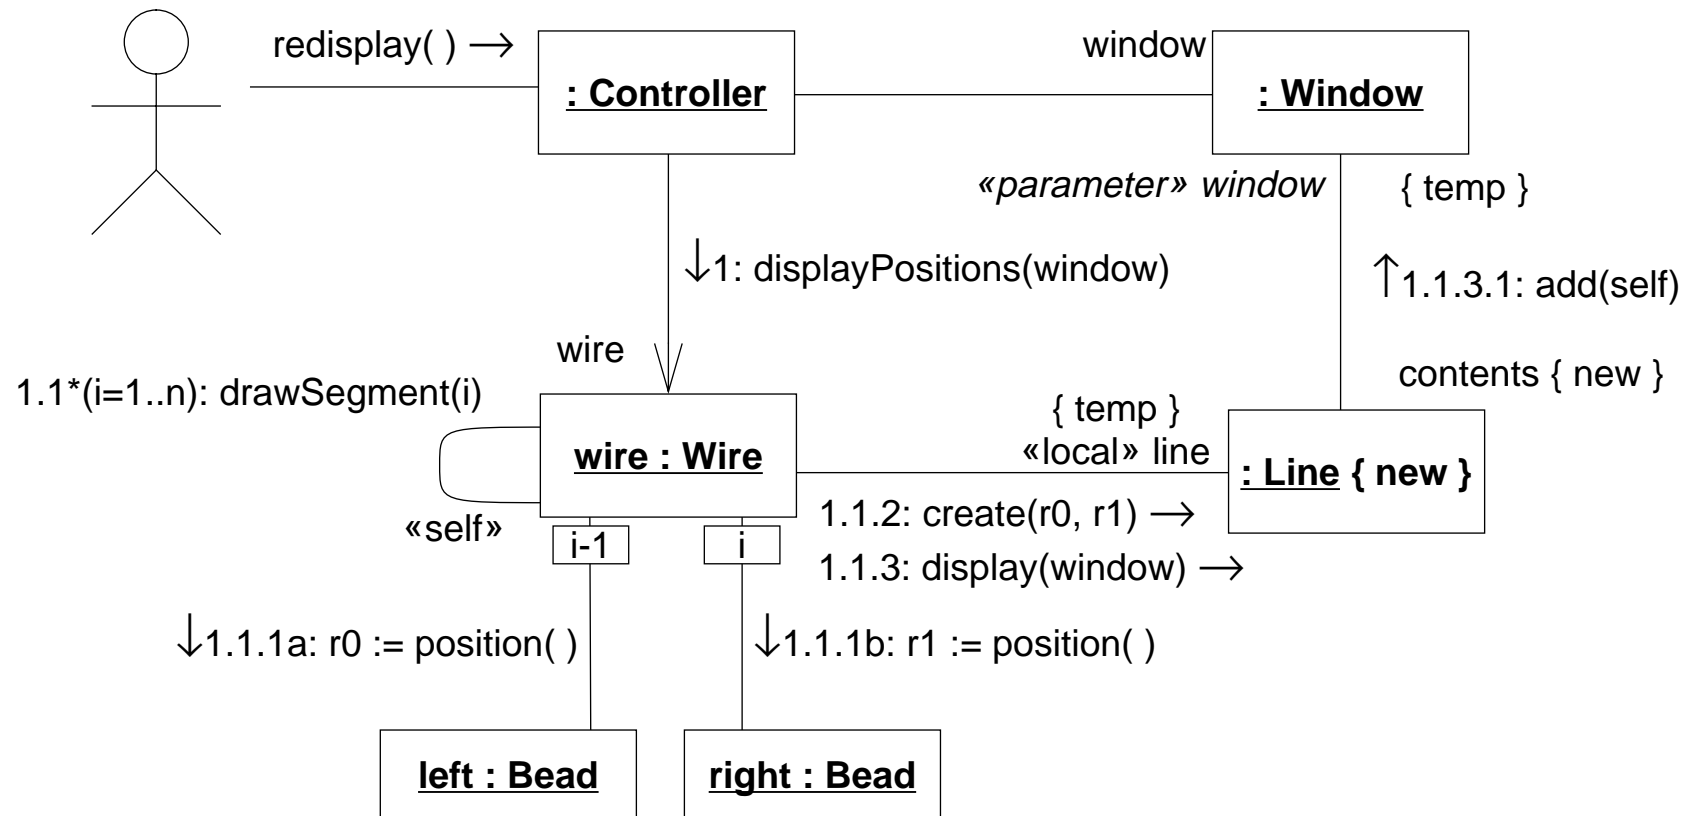 redisplay( ) →
: Controller
window
: Window
«parameter» window
{ temp }
↓1: displayPositions(window)
↑1.1.3.1: add(self)
wire
contents { new }
1.1*(i=1..n): drawSegment(i)
{ temp }
«local» line
wire : Wire
: Line { new }
«self»
1.1.2: create(r0, r1) →
i-1
i
1.1.3: display(window) →
↓1.1.1a: r0 := position( )
↓1.1.1b: r1 := position( )
left : Bead
right : Bead